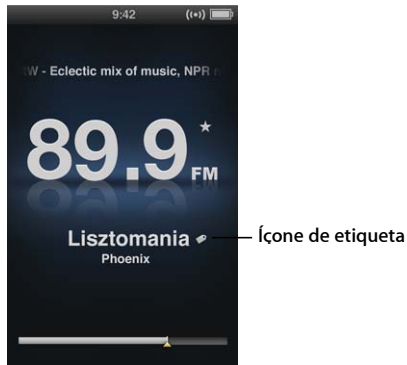 9:42
W - Eclectic mix of music, NPR
89.9 FM
Lisztomania
Phoenix
Ícone de etiqueta